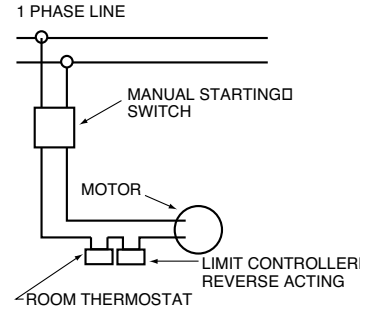 1 PHASE LINE
MANUAL STARTING
SWITCH
MOTOR
LIMIT CONTROLLER
REVERSE ACTING
ROOM THERMOSTAT